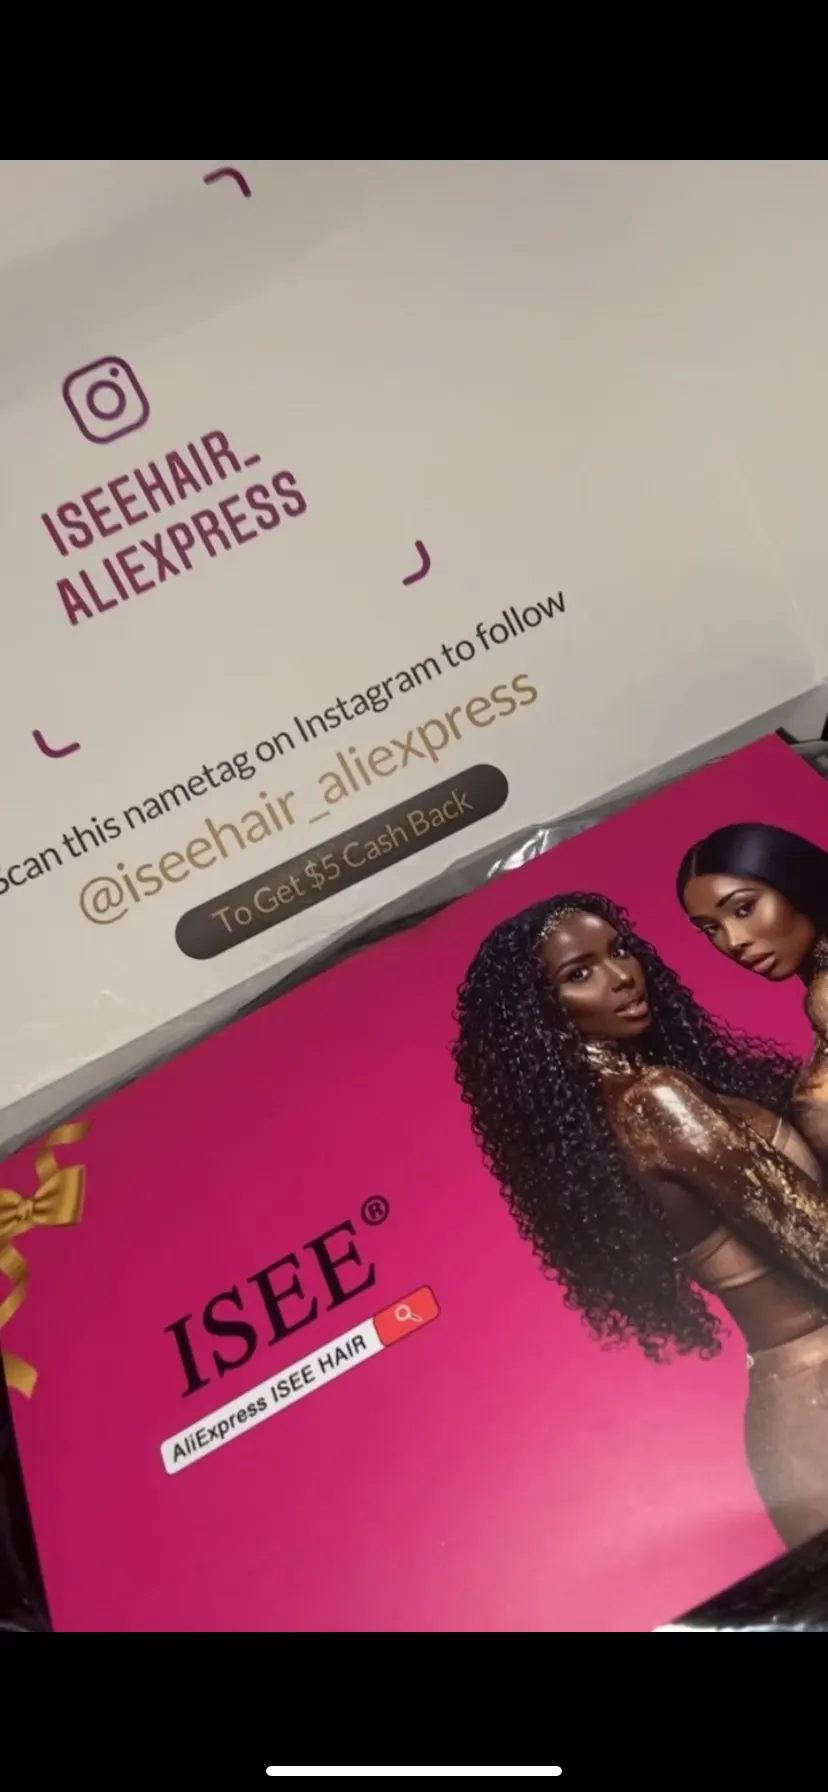 ISEEHAIR_
ALIEXPRESS
Scan this nametag on Instagram to follow
@iseehair_aliexpress
To Get $5 Cash Back
ISEE®
AliExpress ISEE HAIR